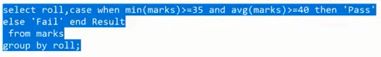 select roll,case when min(marks)>=35 and avg(marks)>=40 then 'Pass'
else 'Fail' end Result
from marks
group by roll;